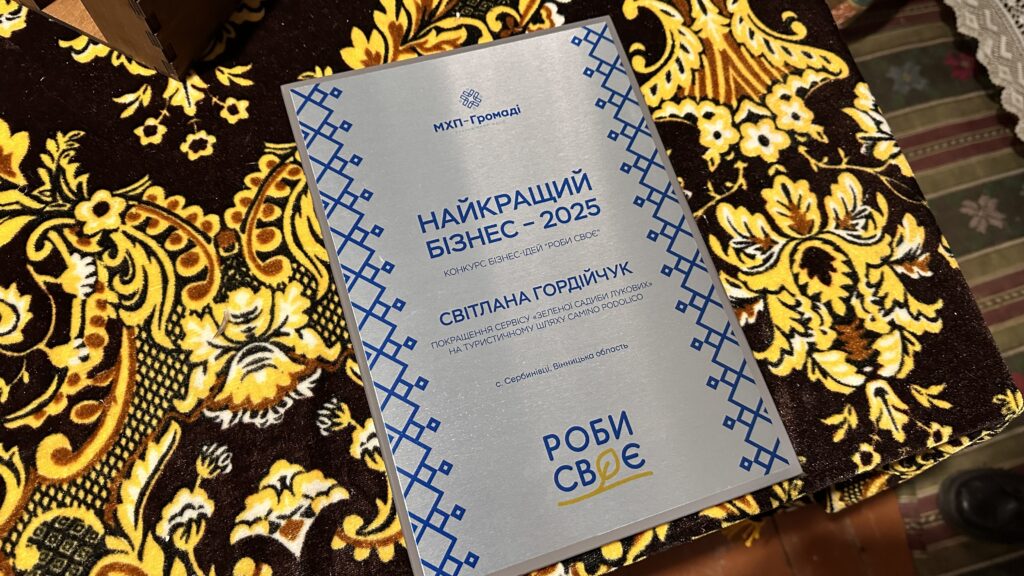 МХП-Громаді
НАЙКРАЩИЙ
БІЗНЕС – 2025
КОНКУРС БІЗНЕС-ІДЕЙ "РОБИ СВОЄ"
СВІТЛАНА ГОРДІЙЧУК
ПОКРАЩЕННЯ СЕРВІСУ «ЗЕЛЕНОЇ САДИБИ ЛУКОВИХ»
НА ТУРИСТИЧНОМУ ШЛЯХУ CAMINO PODOLICO
с. Сербинівці, Вінницька область
РОБИ
СВОЄ